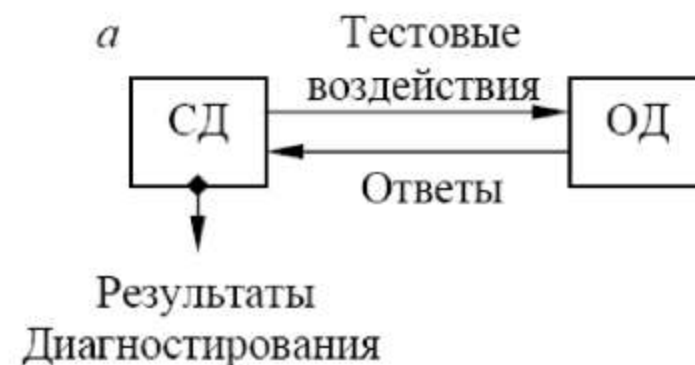 а
Тестовые
воздействия
СД
ОД
Ответы
Результаты
Диагностирования